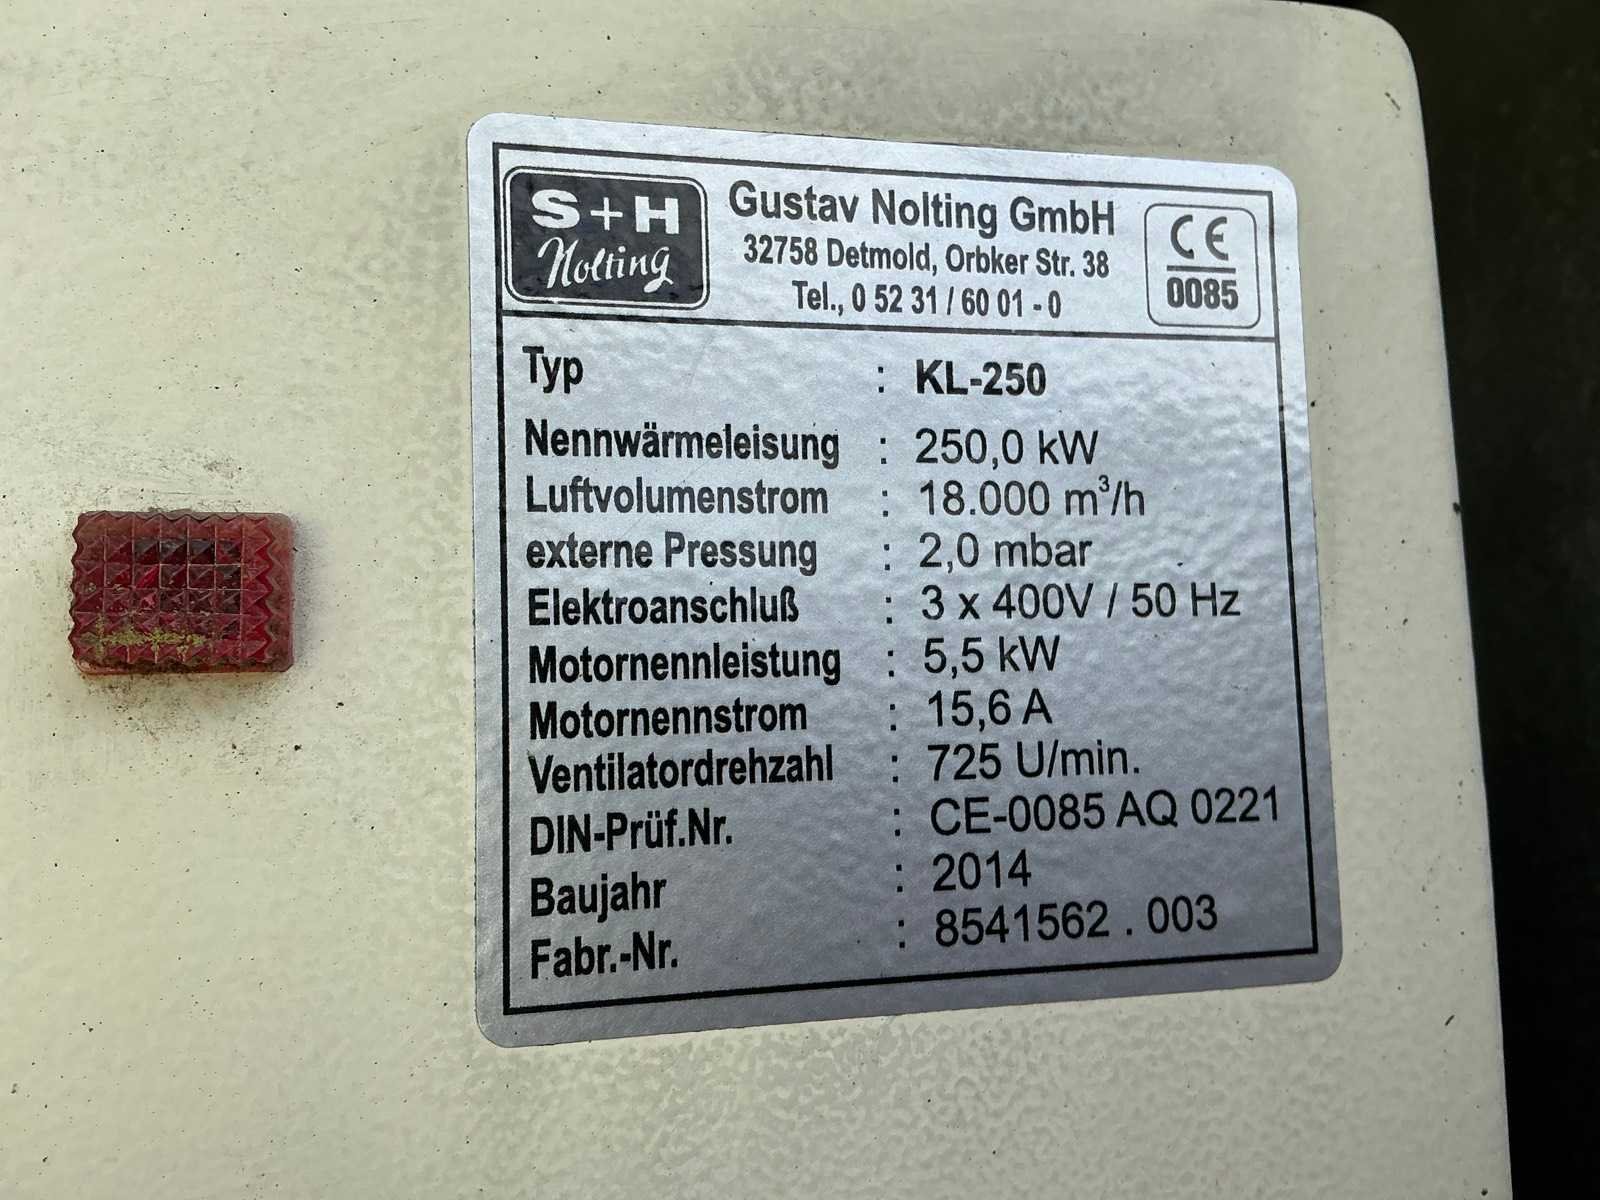 S+H
Nolting
Gustav Nolting GmbH
32758 Detmold, Orbker Str. 38
Tel., 0 52 31 / 60 01 - 0
CE
0085
Typ : KL-250
Nennwärmeleisung : 250,0 kW
Luftvolumenstrom : 18.000 m³/h
externe Pressung : 2,0 mbar
Elektroanschluß : 3 x 400V / 50 Hz
Motornennleistung : 5,5 kW
Motornennstrom : 15,6 A
Ventilatordrehzahl : 725 U/min.
DIN-Prüf.Nr. : CE-0085 AQ 0221
Baujahr : 2014
Fabr.-Nr. : 8541562 . 003